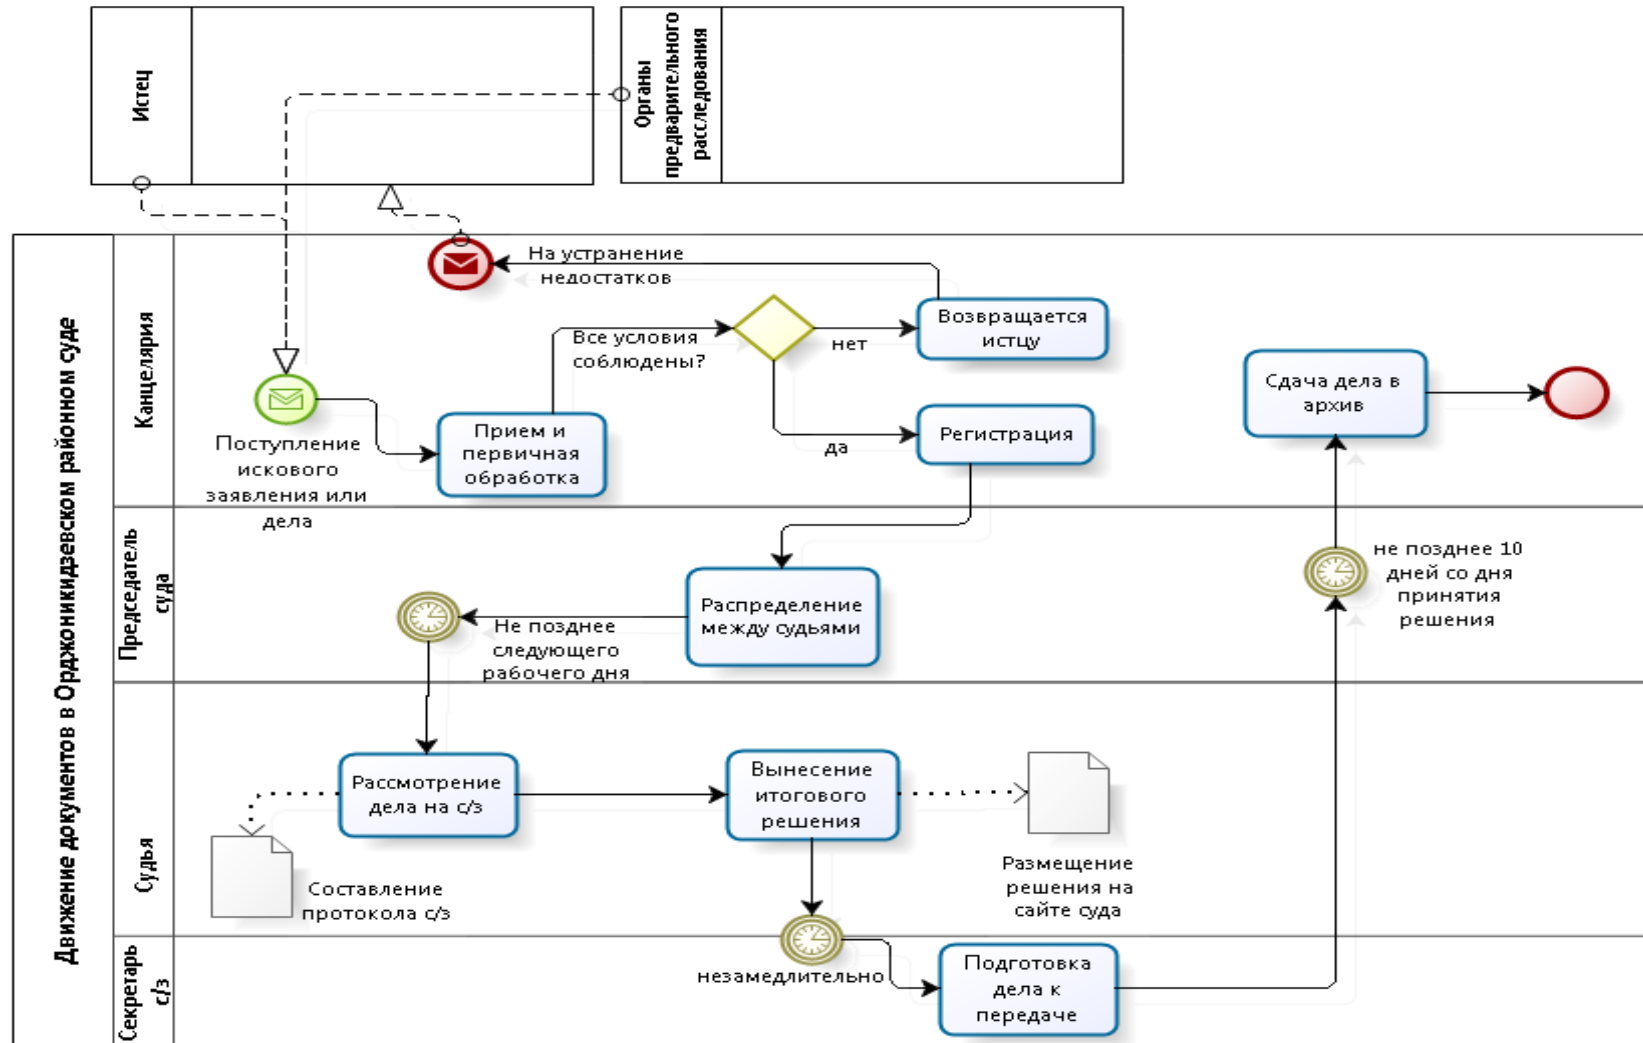 Истец
Органы
предварительного
расследования
Движение документов в Орджоникидзевском районном суде
Канцелярия
На устранение
недостатков
Возвращается
истцу
Все условия
соблюдены?
нет
Сдача дела в
архив
Регистрация
да
Прием и
первичная
обработка
Поступление
искового
заявления или
дела
Председатель
суда
Распределение
между судьями
Не позднее
следующего
рабочего дня
не позднее 10
дней со дня
принятия
решения
Судья
Рассмотрение
дела на с/з
Вынесение
итогового
решения
Составление
протокола с/з
Размещение
решения на
сайте суда
Секретарь
с/з
незамедлительно
Подготовка
дела к
передаче